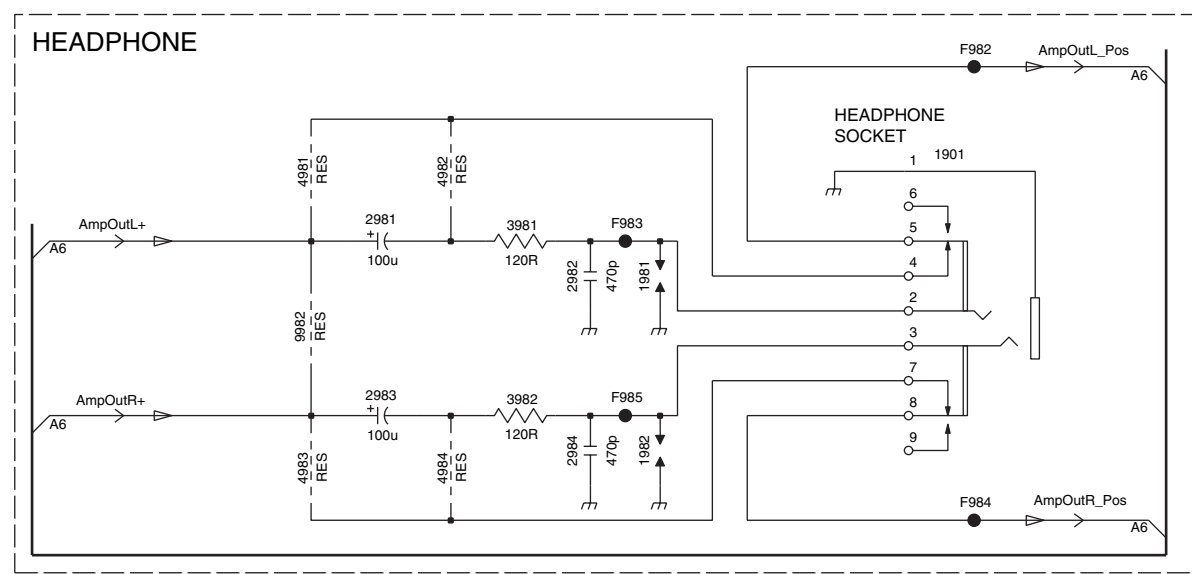 HEADPHONE
F982
AmpOutL_Pos
A6
HEADPHONE
SOCKET
1
1901
4981
RES
4982
RES
6
AmpOutL+
A6
2981
+
100u
3981
120R
F983
5
2982
470p
1981
4
2
9982
RES
3
AmpOutR+
A6
2983
+
100u
3982
120R
F985
7
8
4983
RES
4984
RES
2984
470p
1982
9
F984
AmpOutR_Pos
A6